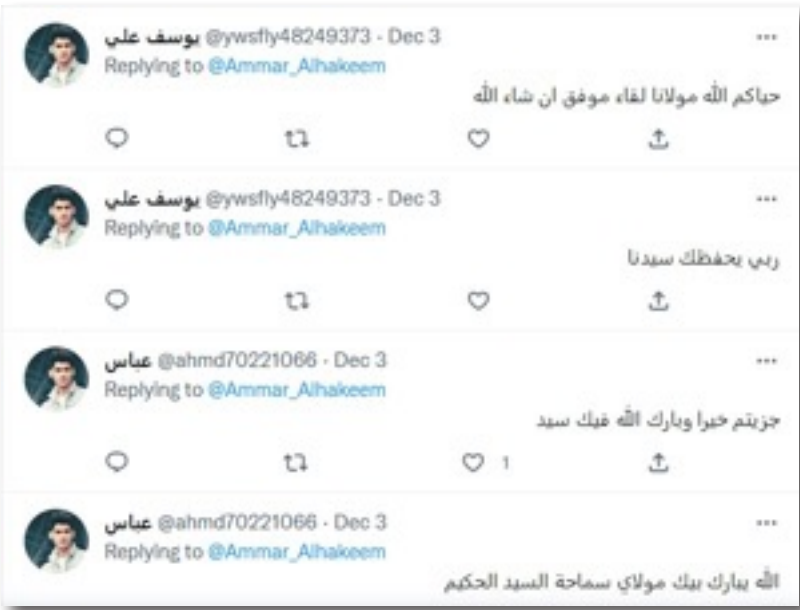 يوسف علي @ywsfly48249373 · Dec 3
Replying to @Ammar_Alhakeem
حياكم الله مولانا لقاء موفق ان شاء الله
يوسف علي @ywsfly48249373 · Dec 3
Replying to @Ammar_Alhakeem
ربي يحفظك سيدنا
عباس @ahmd70221066 · Dec 3
Replying to @Ammar_Alhakeem
جزيتم خيرا وبارك الله فيك سيد
1
عباس @ahmd70221066 · Dec 3
Replying to @Ammar_Alhakeem
الله يبارك بيك مولاي سماحة السيد الحكيم